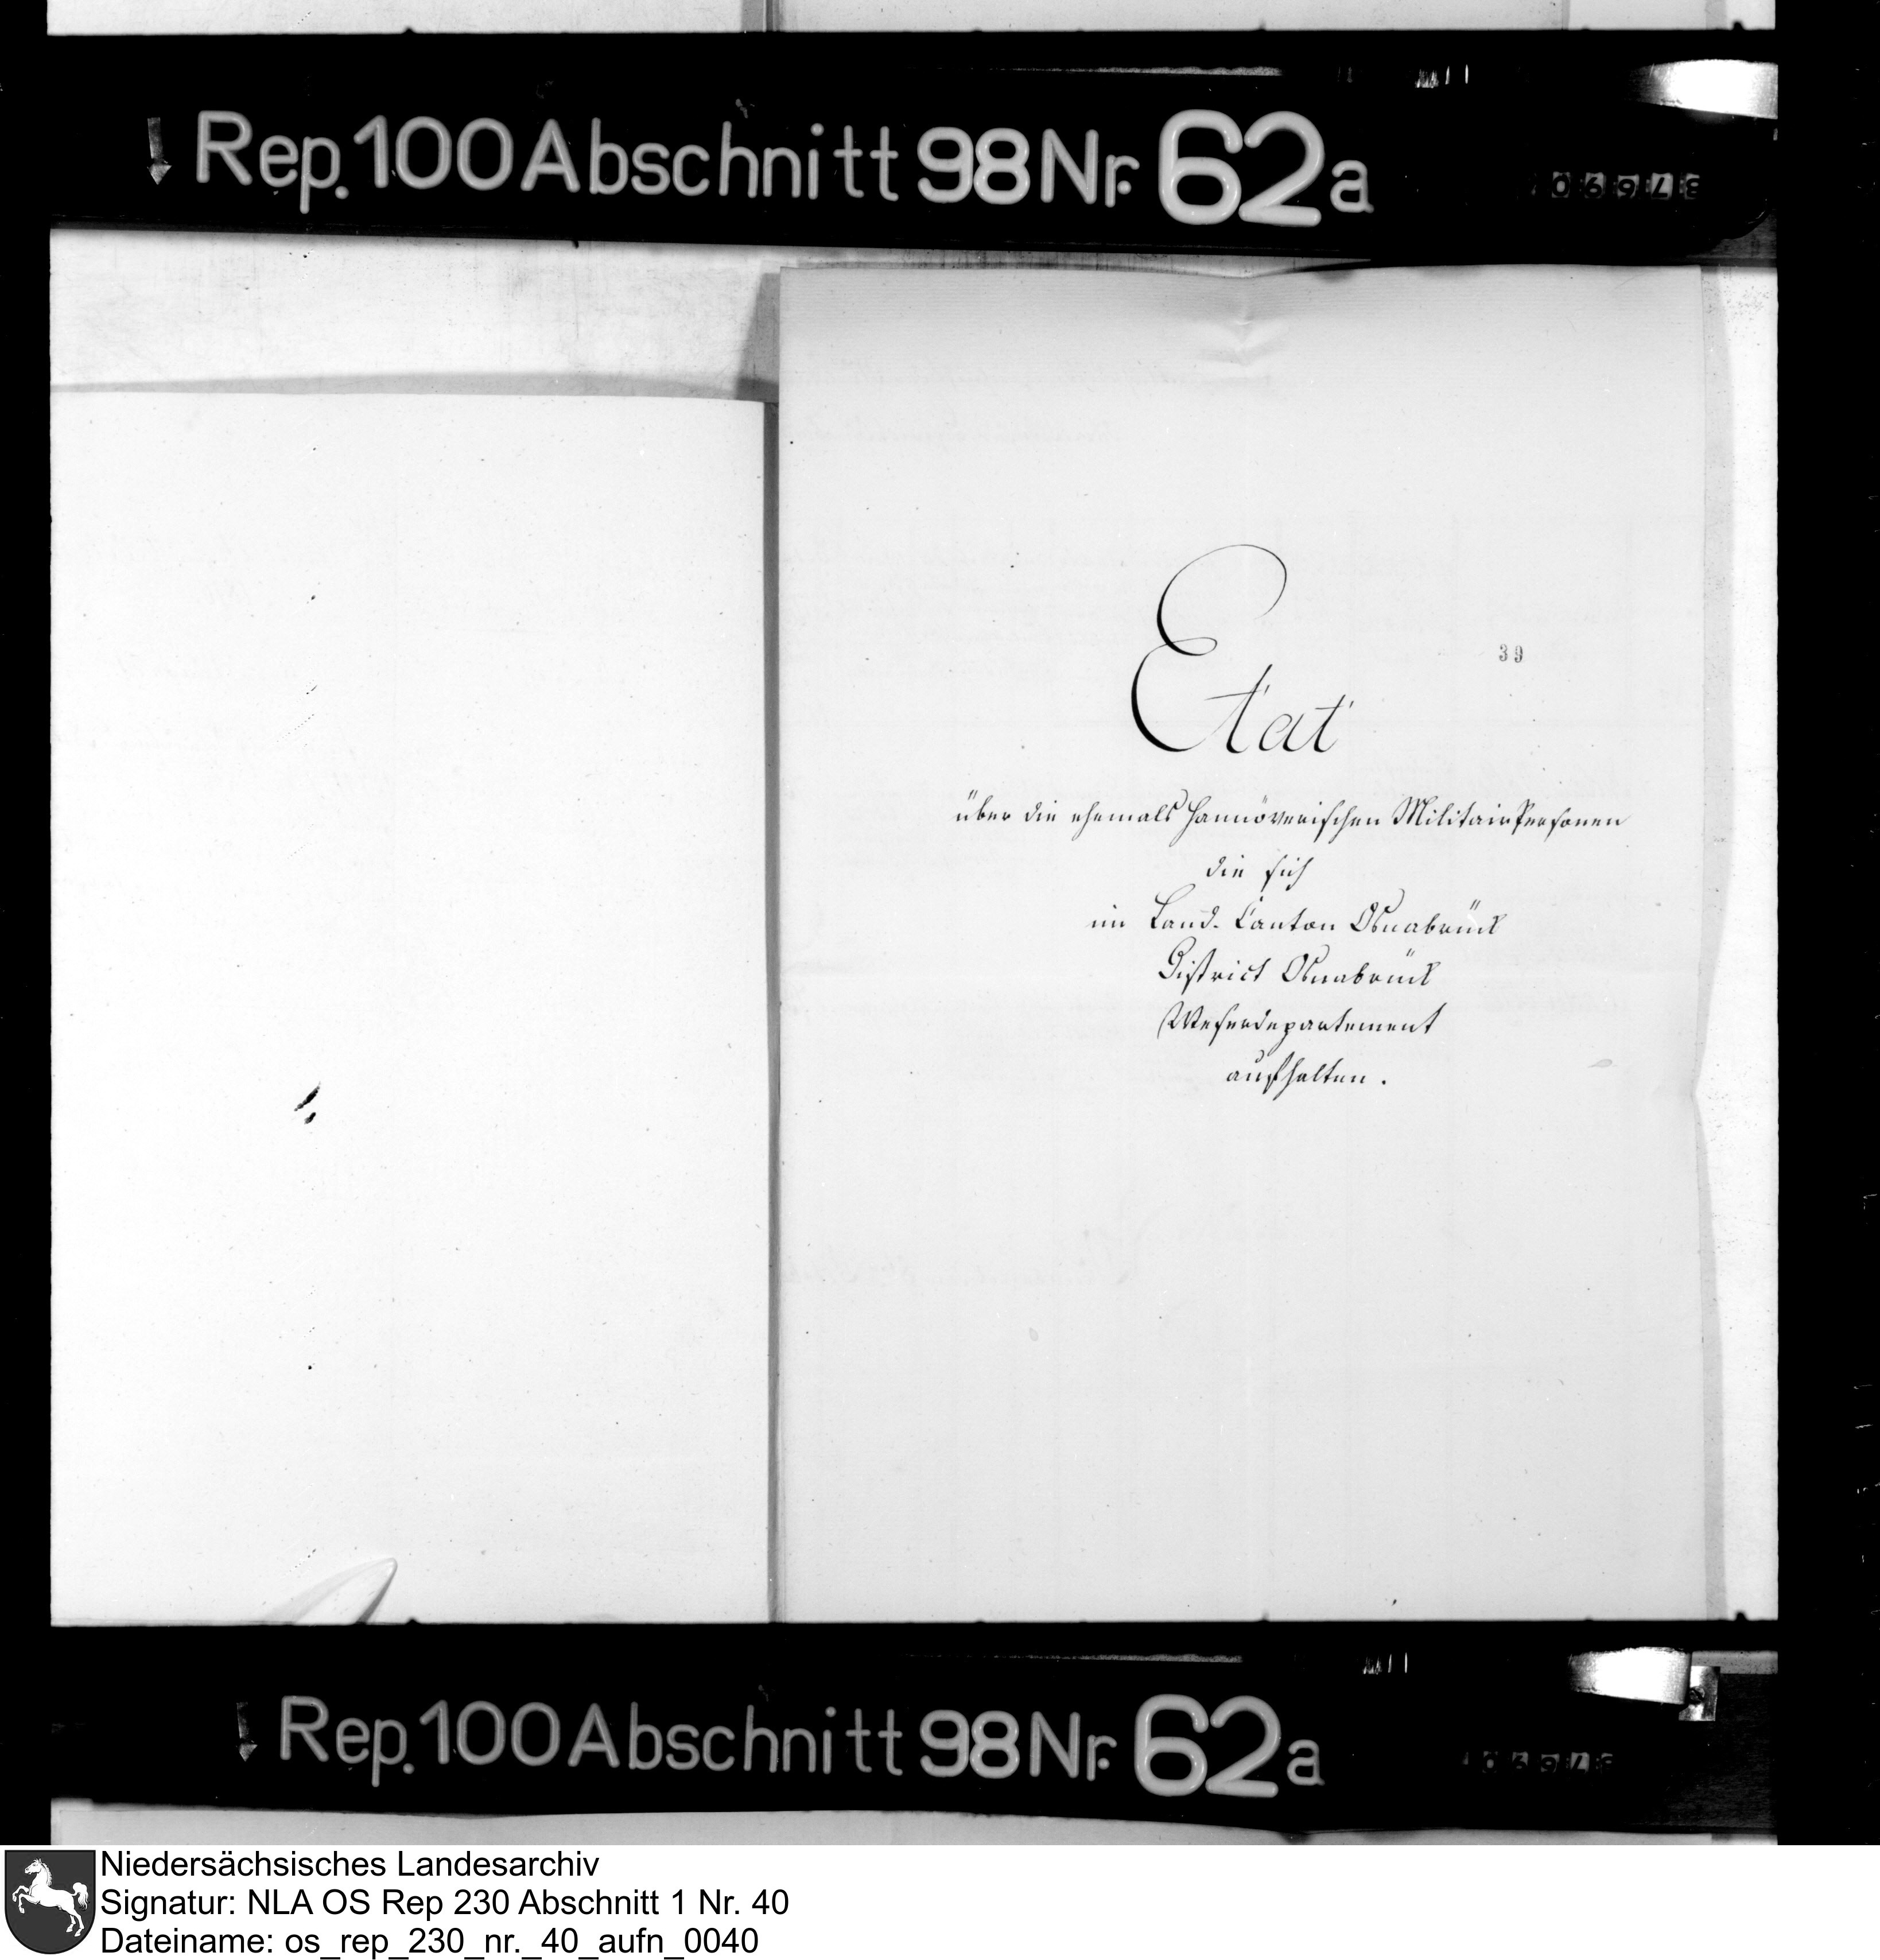 Rep. 100 Abschnitt 98 Nr. 62a
39
Etat
über die ehemals hannöverischen MilitairPersonen
die sich
im Land-Canton Osnabrück
District Osnabrück
Weserdepartement
aufhalten.
Rep. 100 Abschnitt 98 Nr. 62a
Niedersächsisches Landesarchiv
Signatur: NLA OS Rep 230 Abschnitt 1 Nr. 40
Dateiname: os_rep_230_nr._40_aufn_0040